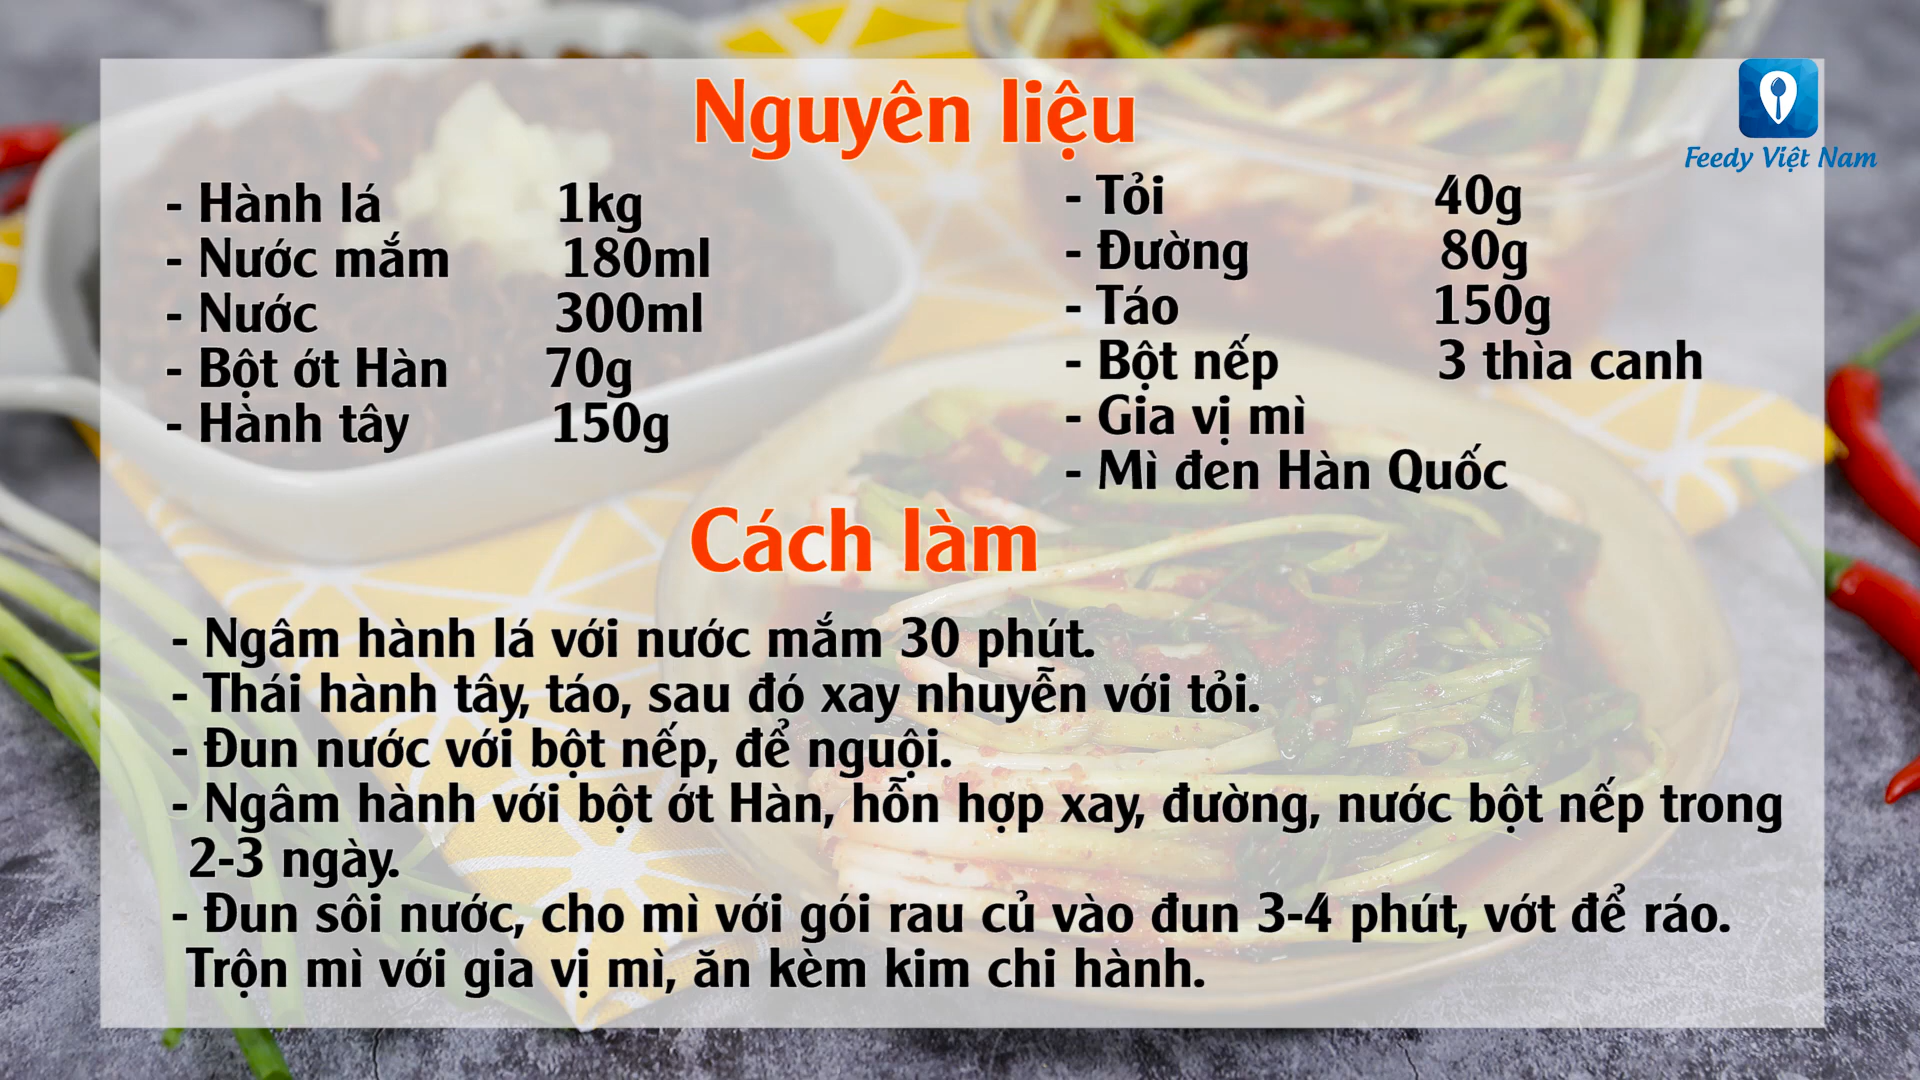 Nguyên liệu
Feedy Việt Nam
- Hành lá 1kg
- Nước mắm 180ml
- Nước 300ml
- Bột ớt Hàn 70g
- Hành tây 150g
- Tỏi 40g
- Đường 80g
- Táo 150g
- Bột nếp 3 thìa canh
- Gia vị mì
- Mì đen Hàn Quốc
Cách làm
- Ngâm hành lá với nước mắm 30 phút.
- Thái hành tây, táo, sau đó xay nhuyễn với tỏi.
- Đun nước với bột nếp, để nguội.
- Ngâm hành với bột ớt Hàn, hỗn hợp xay, đường, nước bột nếp trong
2-3 ngày.
- Đun sôi nước, cho mì với gói rau củ vào đun 3-4 phút, vớt để ráo.
Trộn mì với gia vị mì, ăn kèm kim chi hành.